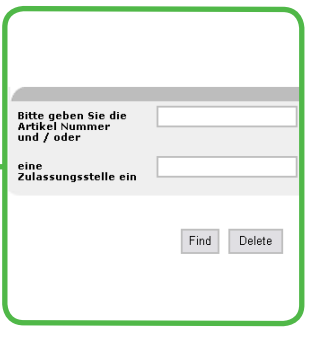 Bitte geben Sie die
Artikel Nummer
und / oder
eine
Zulassungsstelle ein
Find Delete